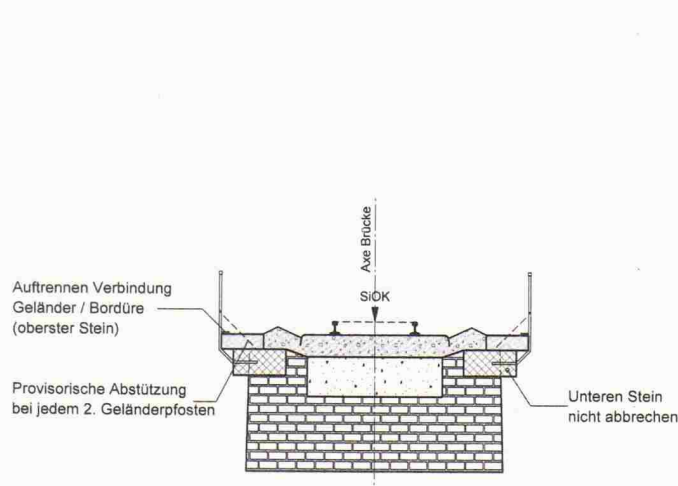 Axe Brücke
SiOK
Auftrennen Verbindung
Geländer / Bordüre
(oberster Stein)
Provisorische Abstützung
bei jedem 2. Geländerpfosten
Unteren Stein
nicht abbrechen